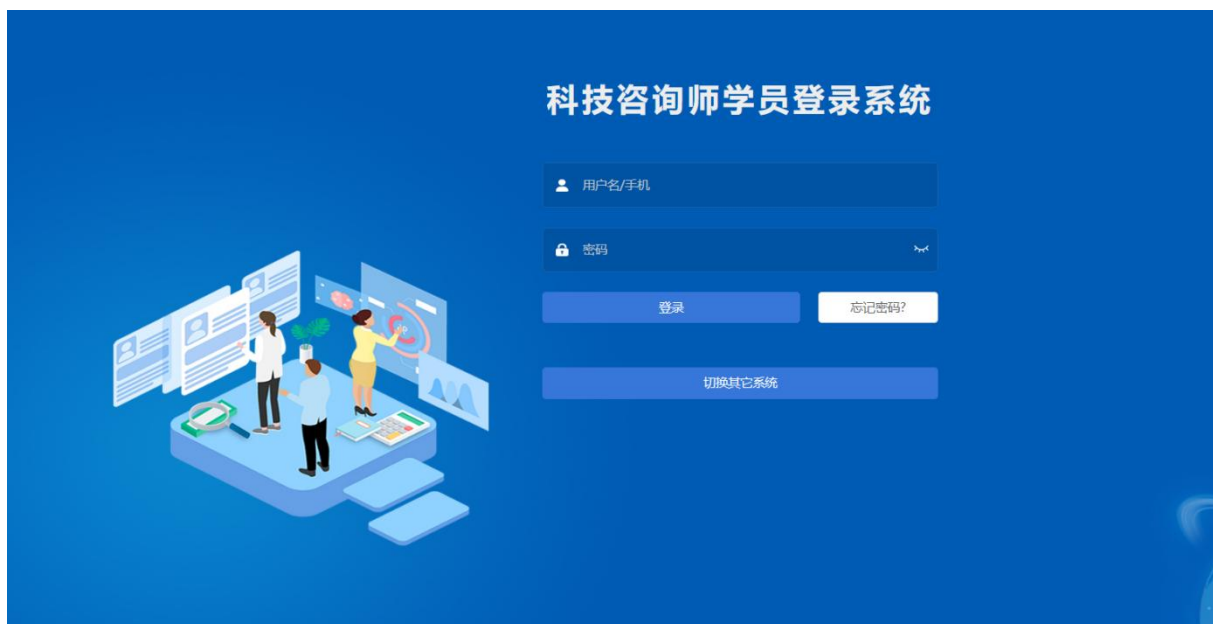 科技咨询师学员登录系统
用户名/手机
密码
登录
忘记密码?
切换其它系统